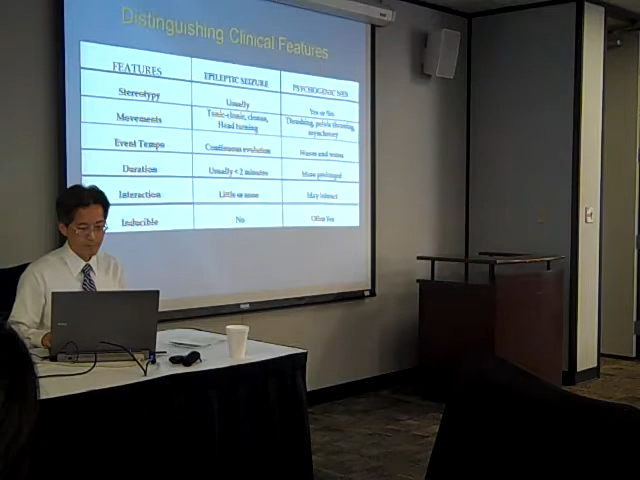 Distinguishing Clinical Features
FEATURES EPILEPTIC SEIZURE PSYCHOGENIC NES
Stereotypy Usually Yes or No
Movements Tonic-clonic, clonus, Head turning Thrashing, pelvic thrusting, asynchrony
Event Tempo Continuous evolution Waxes and wanes
Duration Usually < 2 minutes More prolonged
Interaction Little or none May interact
Inducible No Often Yes